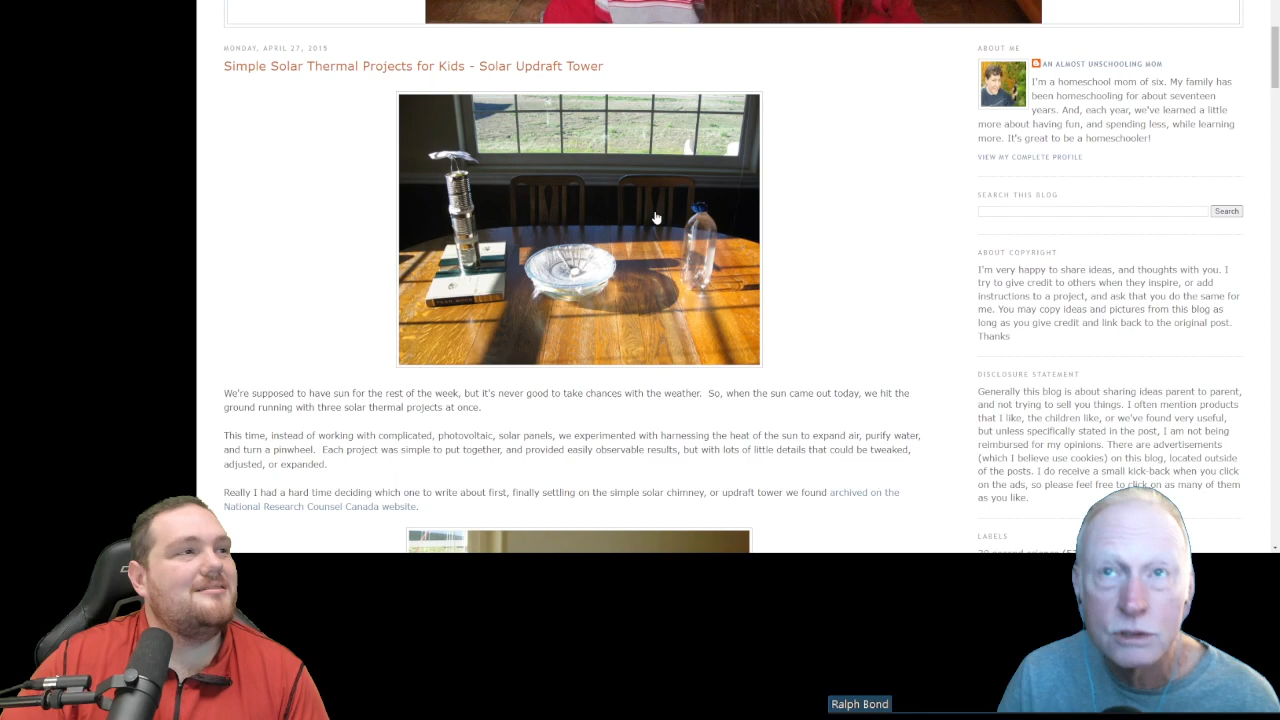 MONDAY, APRIL 27, 2015
Simple Solar Thermal Projects for Kids - Solar Updraft Tower
We're supposed to have sun for the rest of the week, but it's never good to take chances with the weather.  So, when the sun came out today, we hit the
ground running with three solar thermal projects at once.
This time, instead of working with complicated, photovoltaic, solar panels, we experimented with harnessing the heat of the sun to expand air, purify water,
and turn a pinwheel.  Each project was simple to put together, and provided easily observable results, but with lots of little details that could be tweaked,
adjusted, or expanded.
Really I had a hard time deciding which one to write about first, finally settling on the simple solar chimney, or updraft tower we found archived on the
National Research Counsel Canada website.
ABOUT ME
AN ALMOST UNSCHOOLING MOM
I'm a homeschool mom of six. My family has
been homeschooling for about seventeen
years. And, each year, we've learned a little
more about having fun, and spending less, while learning
more. It's great to be a homeschooler!
VIEW MY COMPLETE PROFILE
SEARCH THIS BLOG
Search
ABOUT COPYRIGHT
I'm very happy to share ideas, and thoughts with you. I
try to give credit to others when they inspire, or add
instructions to a project, and ask that you do the same for
me. You may copy ideas and pictures from this blog as
long as you give credit and link back to the original post.
Thanks
DISCLOSURE STATEMENT
Generally this blog is about sharing ideas parent to parent,
and not trying to sell you things. I often mention products
that I like, the children like, or we've found very useful,
but unless specifically stated in the post, I am not being
reimbursed for my opinions. There are advertisements
(which I believe use cookies) on this blog, located outside
of the posts. I do receive a small kick-back when you click
on the ads, so please feel free to click on as many of them
as you like.
LABELS
Ralph Bond